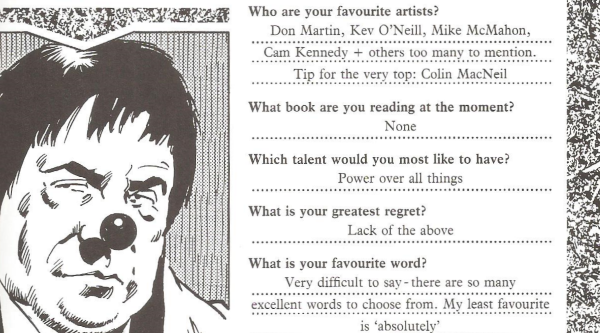 Who are your favourite artists?
Don Martin, Kev O'Neill, Mike McMahon,
Cam Kennedy + others too many to mention.
Tip for the very top: Colin MacNeil
What book are you reading at the moment?
None
Which talent would you most like to have?
Power over all things
What is your greatest regret?
Lack of the above
What is your favourite word?
Very difficult to say - there are so many
excellent words to choose from. My least favourite
is 'absolutely'